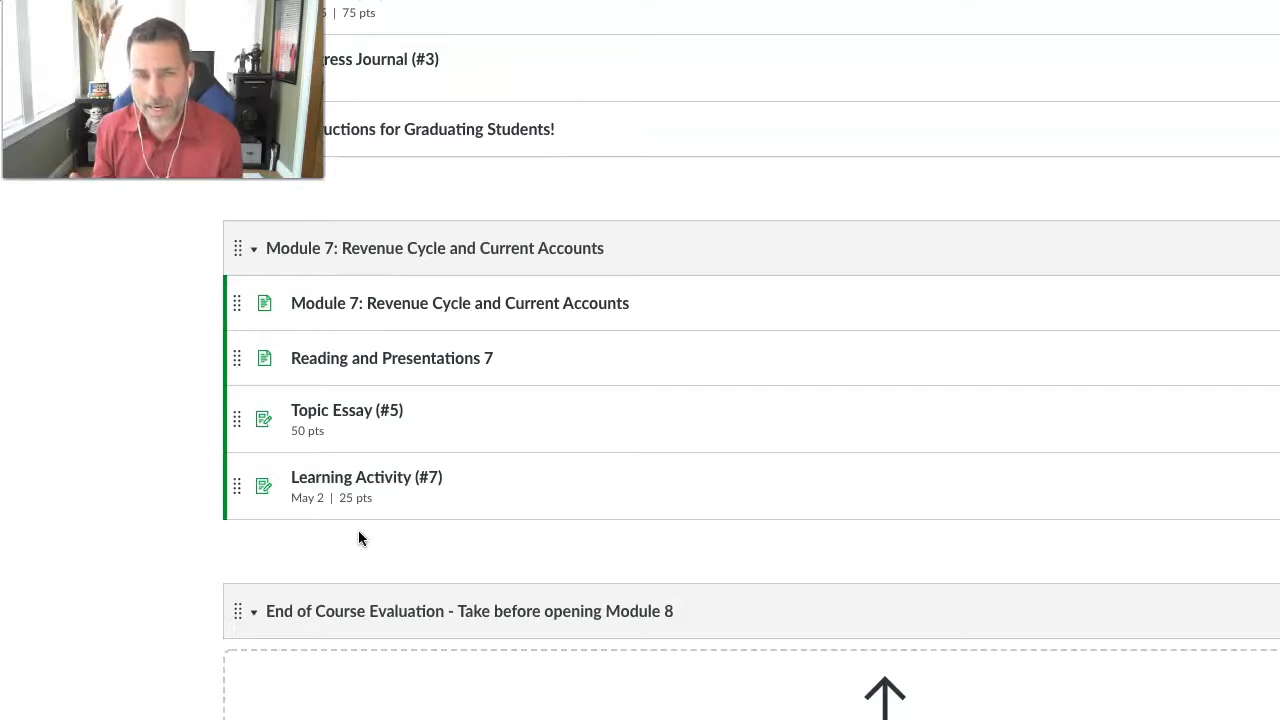 5 | 75 pts
ress Journal (#3)
uctions for Graduating Students!
Module 7: Revenue Cycle and Current Accounts
Module 7: Revenue Cycle and Current Accounts
Reading and Presentations 7
Topic Essay (#5)
50 pts
Learning Activity (#7)
May 2 | 25 pts
End of Course Evaluation - Take before opening Module 8